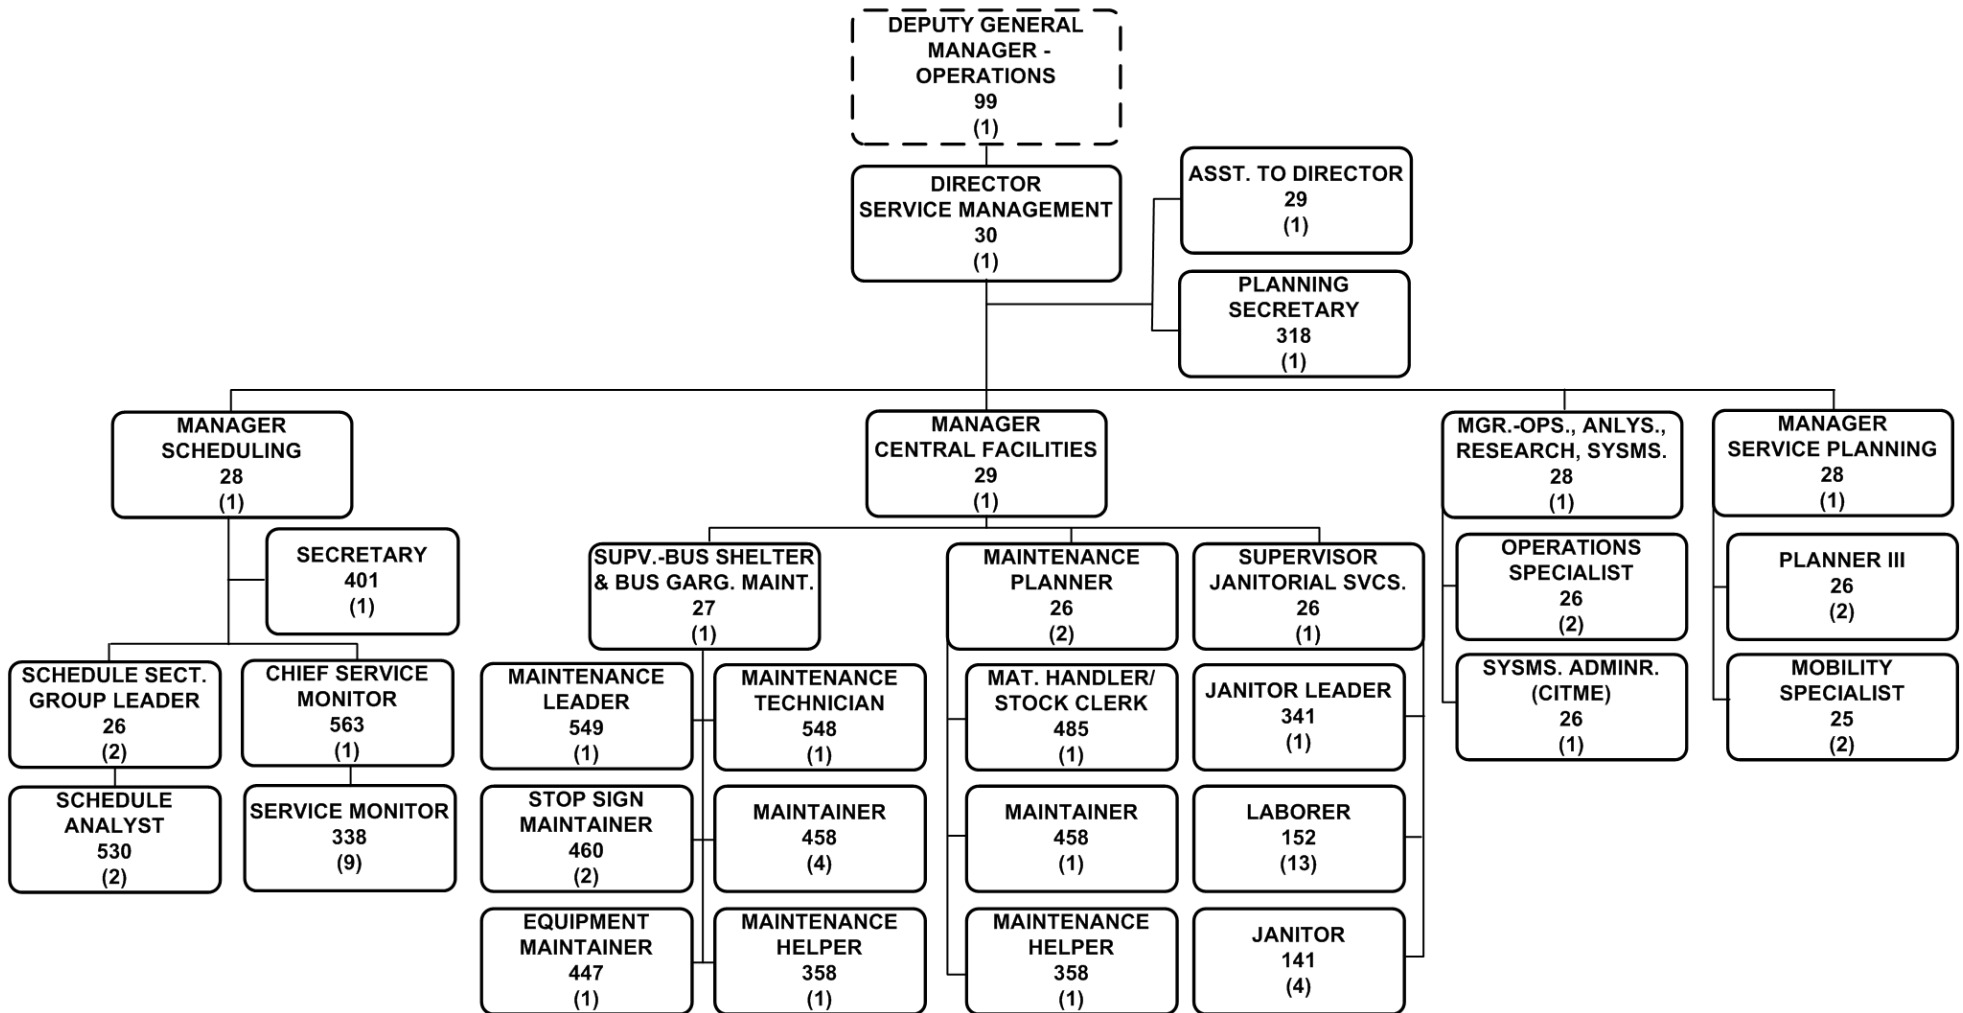 DEPUTY GENERAL
MANAGER -
OPERATIONS
99
(1)
DIRECTOR
SERVICE MANAGEMENT
30
(1)
ASST. TO DIRECTOR
29
(1)
PLANNING
SECRETARY
318
(1)
MANAGER
SCHEDULING
28
(1)
MANAGER
CENTRAL FACILITIES
29
(1)
MGR.-OPS., ANLYS.,
RESEARCH, SYSMS.
28
(1)
MANAGER
SERVICE PLANNING
28
(1)
SECRETARY
401
(1)
SUPV.-BUS SHELTER
& BUS GARG. MAINT.
27
(1)
MAINTENANCE
PLANNER
26
(2)
SUPERVISOR
JANITORIAL SVCS.
26
(1)
OPERATIONS
SPECIALIST
26
(2)
PLANNER III
26
(2)
SCHEDULE SECT.
GROUP LEADER
26
(2)
CHIEF SERVICE
MONITOR
563
(1)
MAINTENANCE
LEADER
549
(1)
MAINTENANCE
TECHNICIAN
548
(1)
MAT. HANDLER/
STOCK CLERK
485
(1)
JANITOR LEADER
341
(1)
SYSMS. ADMINR.
(CITME)
26
(1)
MOBILITY
SPECIALIST
25
(2)
SCHEDULE
ANALYST
530
(2)
SERVICE MONITOR
338
(9)
STOP SIGN
MAINTAINER
460
(2)
MAINTAINER
458
(4)
MAINTAINER
458
(1)
LABORER
152
(13)
EQUIPMENT
MAINTAINER
447
(1)
MAINTENANCE
HELPER
358
(1)
MAINTENANCE
HELPER
358
(1)
JANITOR
141
(4)